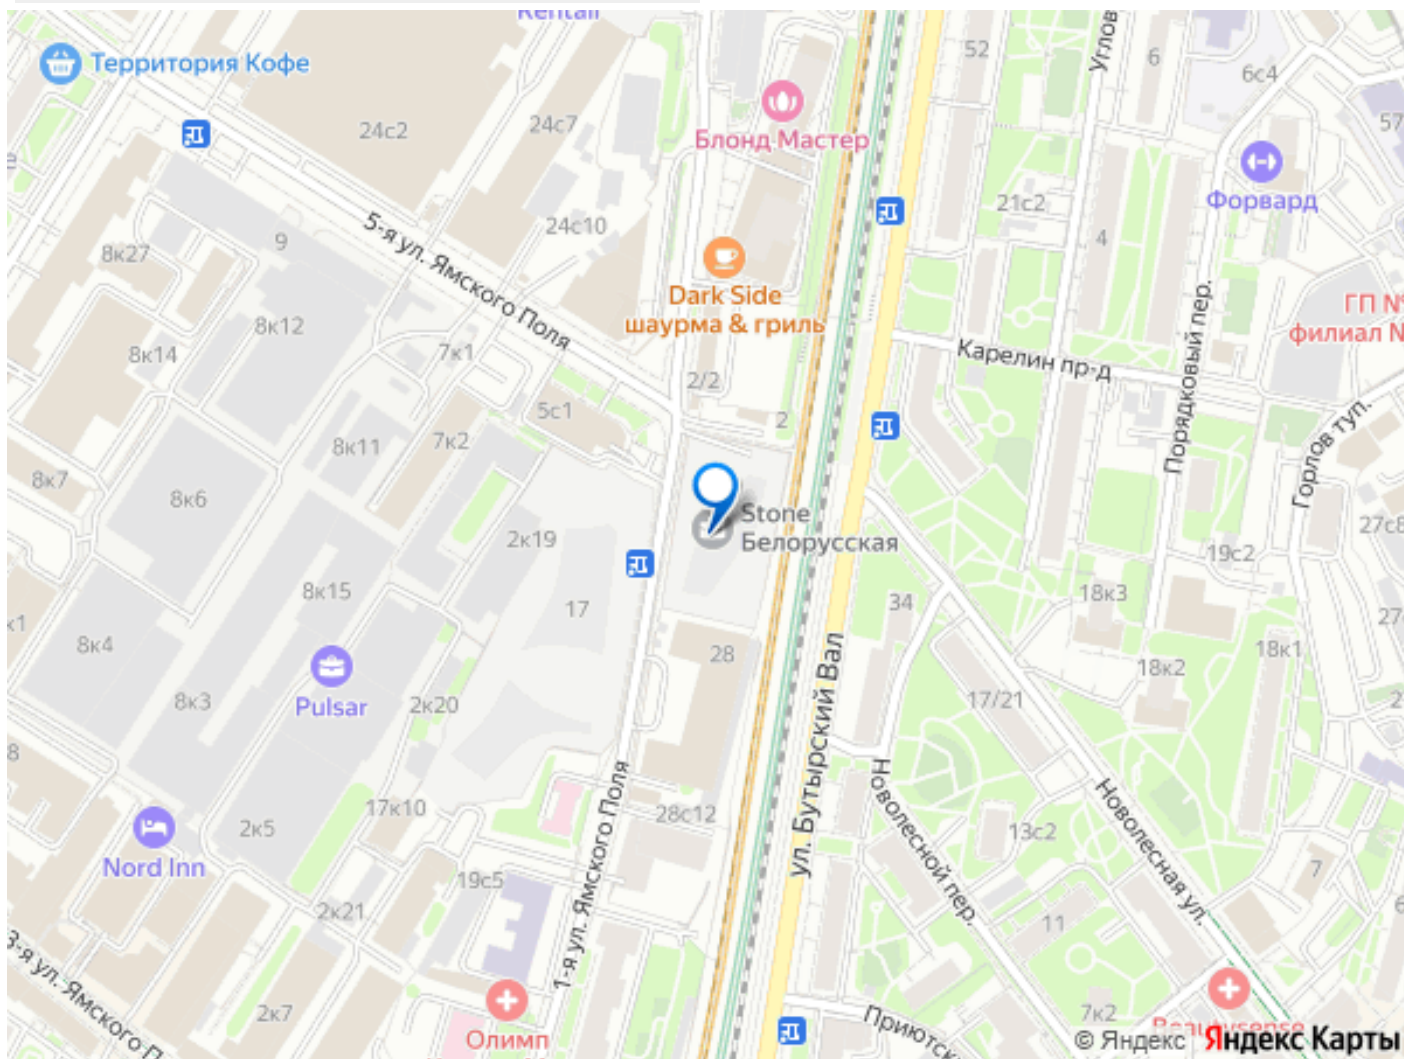 Rentall
Территория Кофе
24с2
24с7
52
6
6с4
57
Блонд Мастер
Форвард
21с2
4
24с10
9
8к27
5-я ул. Ямского Поля
Dark Side
шаурма & гриль
8к12
8к14
7к1
Карелин пр-д
Порядковый пер.
ГП №
филиал №
2/2
2
5с1
7к2
8к11
8к7
8к6
Горлов туп.
Stone
Белорусская
2к19
27с8
19с2
18к3
8к15
17
34
8к4
28
18к1
18к2
Pulsar
8к3
2к20
17/21
ул. Бутырский Вал
1-я ул. Ямского Поля
Новолесной пер.
Новолесная ул.
17к10
28с12
13с2
2к5
Nord Inn
19с5
7
2к21
11
3-я ул. Ямского П
2к7
Олимп
7к2
Приютск
Beautysense
© Яндекс Яндекс Карты